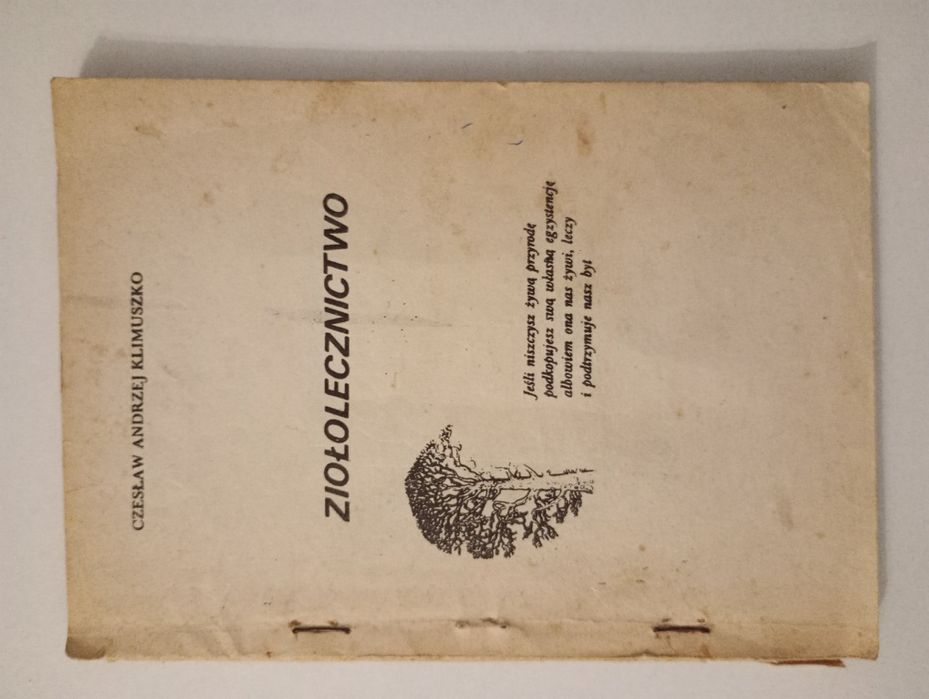 CZESŁAW ANDRZEJ KLIMUSZKO
ZIOŁOLECZNICTWO
Jeśli niszczysz żywą przyrodę
podkopujesz swą własną egzystencję
albowiem ona nas żywi, leczy
i podtrzymuje nasz byt